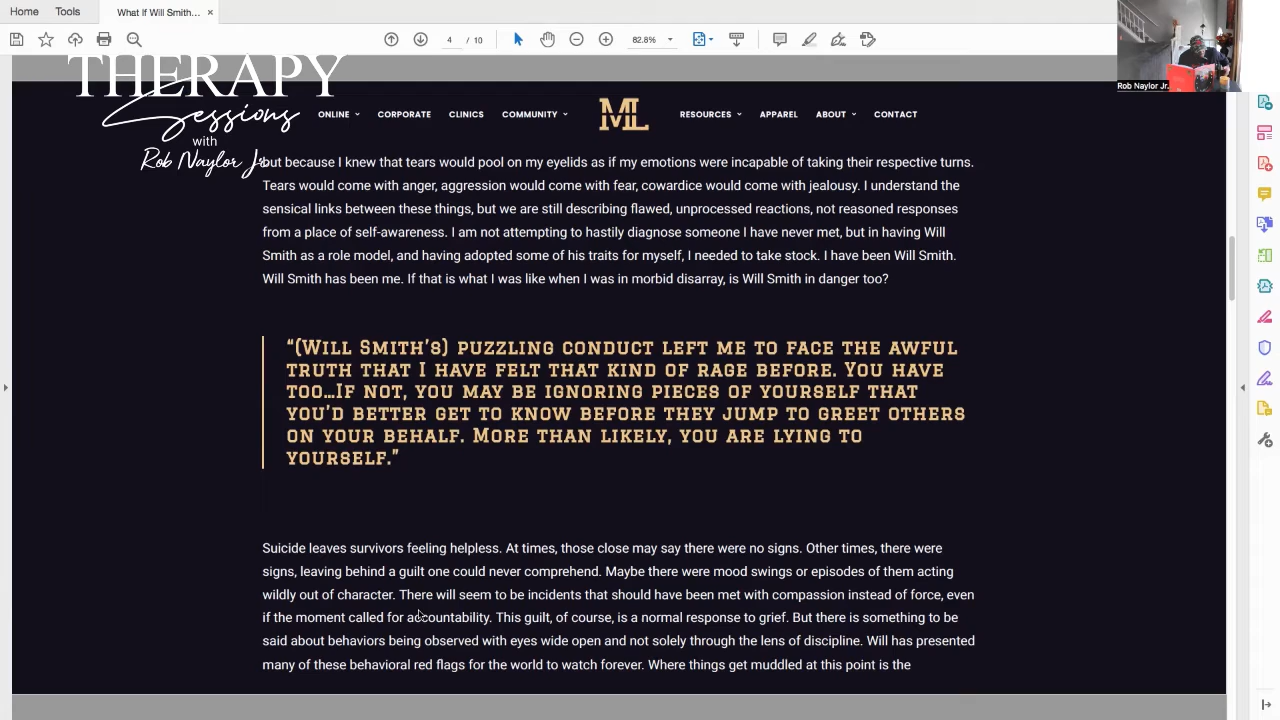 Home Tools What If Will Smith... ×
4 / 10 82.8%
Rob Naylor Jr.
THERAPY
Sessions
with
Rob Naylor Jr.
ONLINE CORPORATE CLINICS COMMUNITY ML RESOURCES APPAREL ABOUT CONTACT
but because I knew that tears would pool on my eyelids as if my emotions were incapable of taking their respective turns.
Tears would come with anger, aggression would come with fear, cowardice would come with jealousy. I understand the
sensical links between these things, but we are still describing flawed, unprocessed reactions, not reasoned responses
from a place of self-awareness. I am not attempting to hastily diagnose someone I have never met, but in having Will
Smith as a role model, and having adopted some of his traits for myself, I needed to take stock. I have been Will Smith.
Will Smith has been me. If that is what I was like when I was in morbid disarray, is Will Smith in danger too?
“(Will Smith’s) puzzling conduct left me to face the awful
truth that I have felt that kind of rage before. You have
too…If not, you may be ignoring pieces of yourself that
you’d better get to know before they jump to greet others
on your behalf. More than likely, you are lying to
yourself.”
Suicide leaves survivors feeling helpless. At times, those close may say there were no signs. Other times, there were
signs, leaving behind a guilt one could never comprehend. Maybe there were mood swings or episodes of them acting
wildly out of character. There will seem to be incidents that should have been met with compassion instead of force, even
if the moment called for accountability. This guilt, of course, is a normal response to grief. But there is something to be
said about behaviors being observed with eyes wide open and not solely through the lens of discipline. Will has presented
many of these behavioral red flags for the world to watch forever. Where things get muddled at this point is the